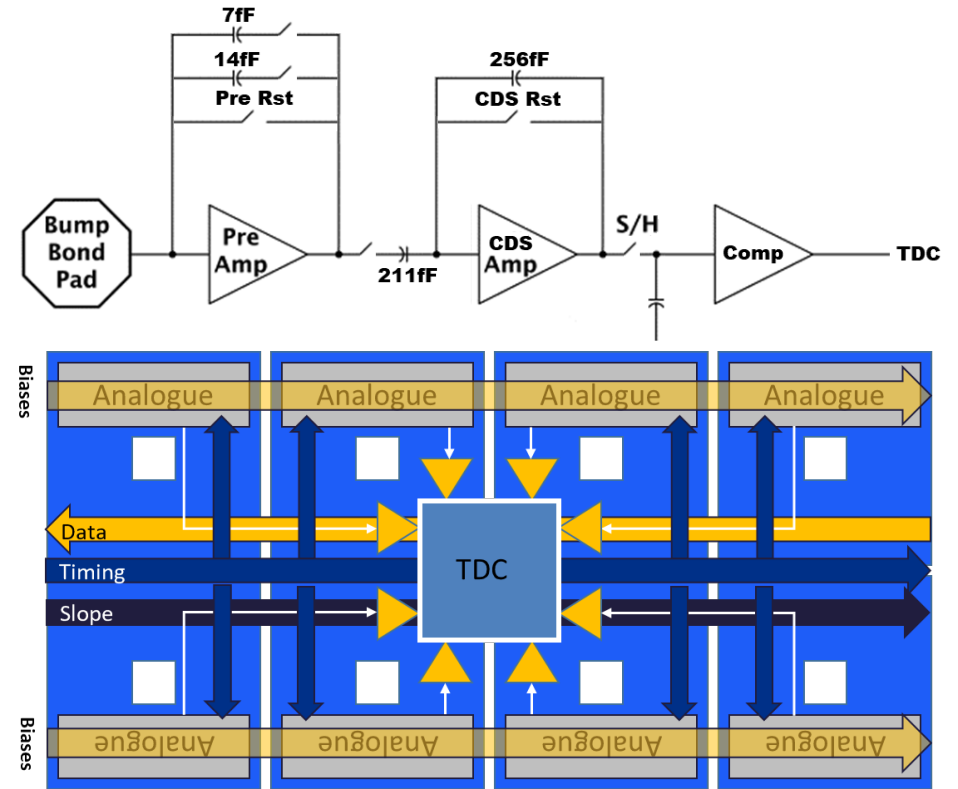 7fF
14fF
Pre Rst
256fF
CDS Rst
Bump
Bond
Pad
Pre
Amp
211fF
CDS
Amp
S/H
Comp
TDC
Biases
Analogue
Analogue
Analogue
Analogue
Data
Timing
Slope
TDC
Biases
Analogue
Analogue
Analogue
Analogue